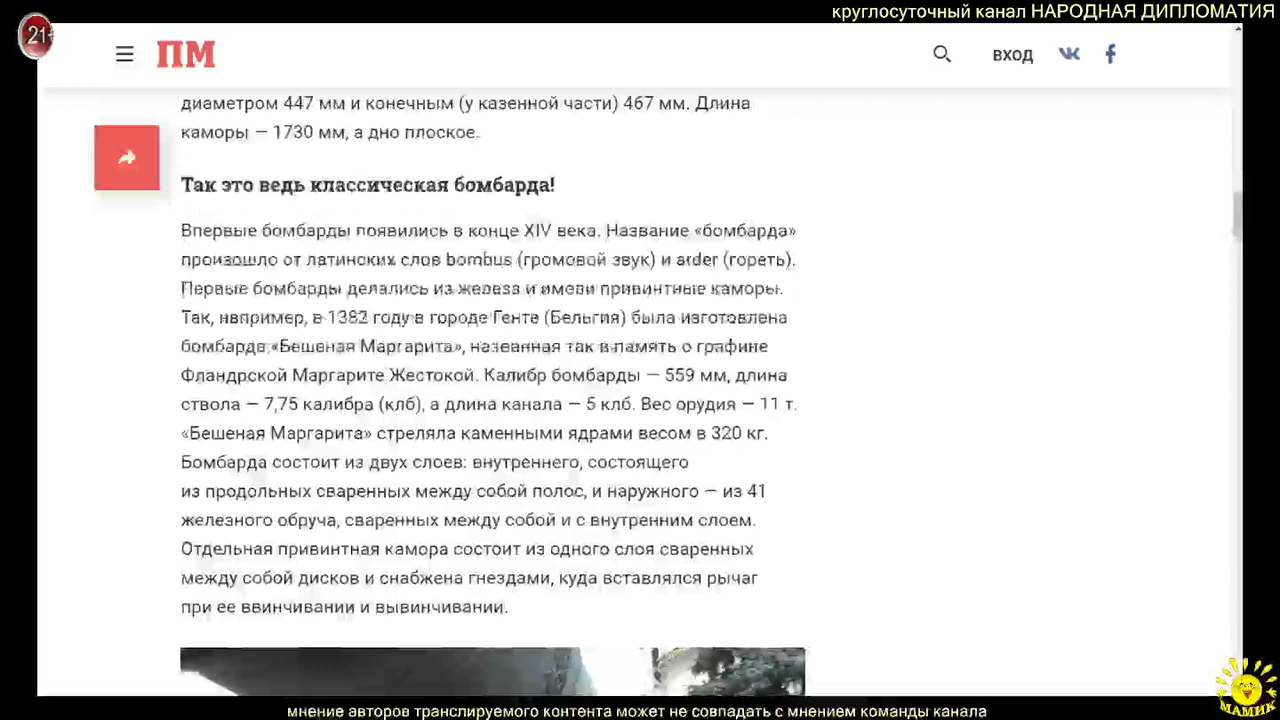 круглосуточный канал НАРОДНАЯ ДИПЛОМАТИЯ
21+
ПМ
ВХОД
диаметром 447 мм и конечным (у казенной части) 467 мм. Длина
каморы — 1730 мм, а дно плоское.
Так это ведь классическая бомбарда!
Впервые бомбарды появились в конце XIV века. Название «бомбарда»
произошло от латинских слов bombus (громовой звук) и arder (гореть).
Первые бомбарды делались из железа и имели привинтные каморы.
Так, например, в 1382 году в городе Генте (Бельгия) была изготовлена
бомбарда «Бешеная Маргарита», названная так в память о графине
Фландрской Маргарите Жестокой. Калибр бомбарды — 559 мм, длина
ствола — 7,75 калибра (клб), а длина канала — 5 клб. Вес орудия — 11 т.
«Бешеная Маргарита» стреляла каменными ядрами весом в 320 кг.
Бомбарда состоит из двух слоев: внутреннего, состоящего
из продольных сваренных между собой полос, и наружного — из 41
железного обруча, сваренных между собой и с внутренним слоем.
Отдельная привинтная камора состоит из одного слоя сваренных
между собой дисков и снабжена гнездами, куда вставлялся рычаг
при ее ввинчивании и вывинчивании.
МАМИК
мнение авторов транслируемого контента может не совпадать с мнением команды канала